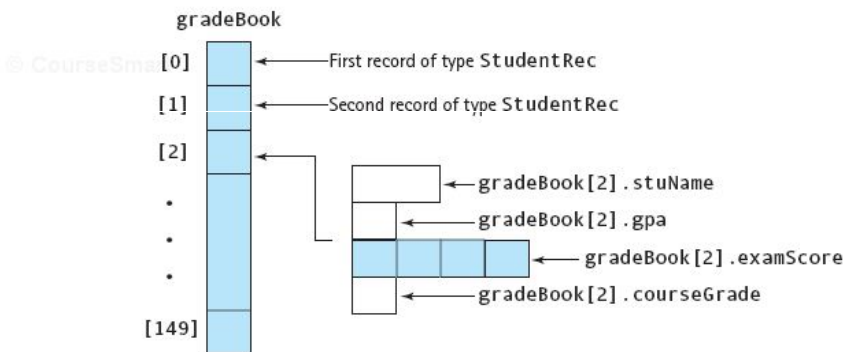 gradeBook
© CourseSma
[0]
First record of type StudentRec
[1]
Second record of type StudentRec
[2]
gradeBook[2].stuName
gradeBook[2].gpa
gradeBook[2].examScore
gradeBook[2].courseGrade
[149]